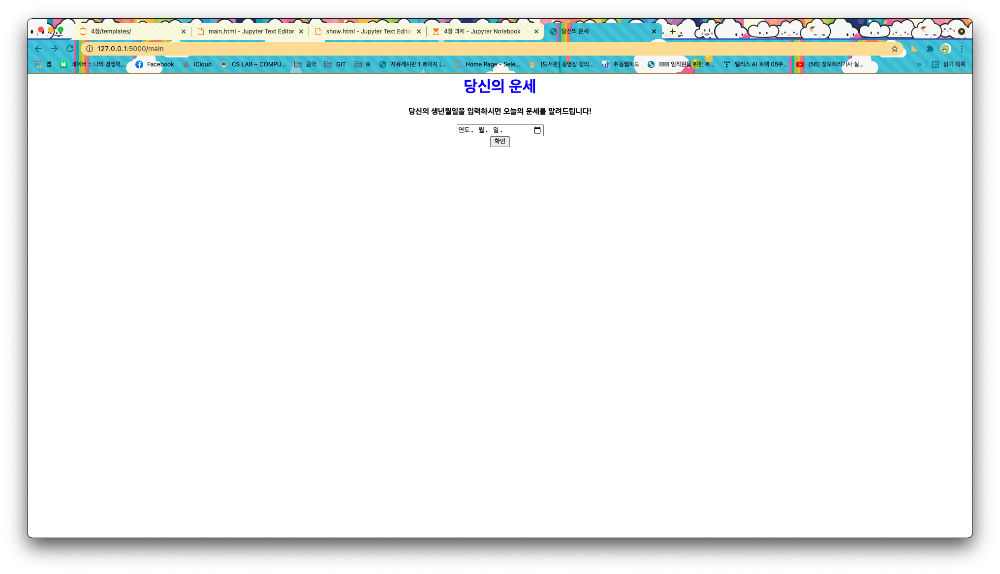 4장/templates/
main.html - Jupyter Text Editor
show.html - Jupyter Text Edito
4장 과제 - Jupyter Notebook
당신의 운세
127.0.0.1:5000/main
앱
네이버 :: 나의 경쟁력,...
Facebook
iCloud
CS LAB – COMPU...
곰국
GIT
로
자유게시판 1 페이지 |...
Home Page - Sele...
[도서관] 동영상 강의...
취동웹하드
임직원을 위한 복...
엘리스 AI 트랙 05주...
(56) 정보처리기사 실...
»
읽기 목록
당신의 운세
당신의 생년월일을 입력하시면 오늘의 운세를 알려드립니다!
연도. 월. 일.
확인